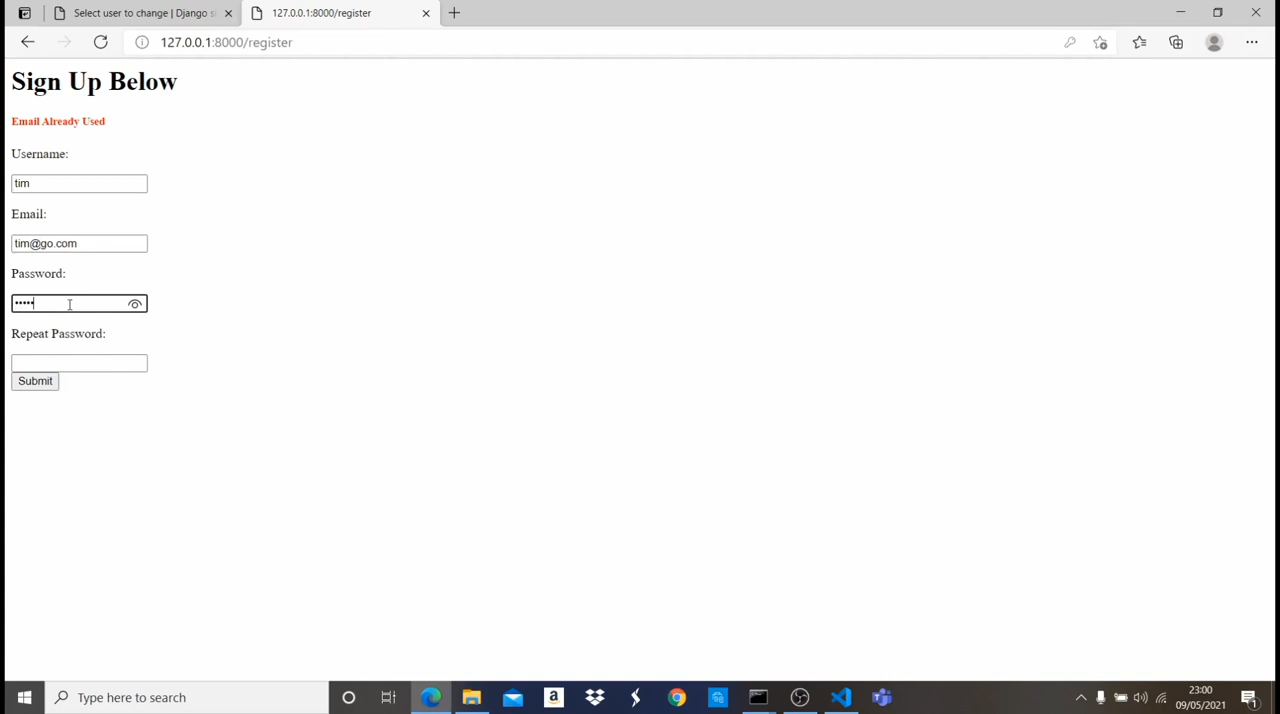 Select user to change | Django s
127.0.0.1:8000/register
127.0.0.1:8000/register
Sign Up Below
Email Already Used
Username:
tim
Email:
tim@go.com
Password:
•••••
Repeat Password:
Submit
Type here to search
23:00
09/05/2021
1